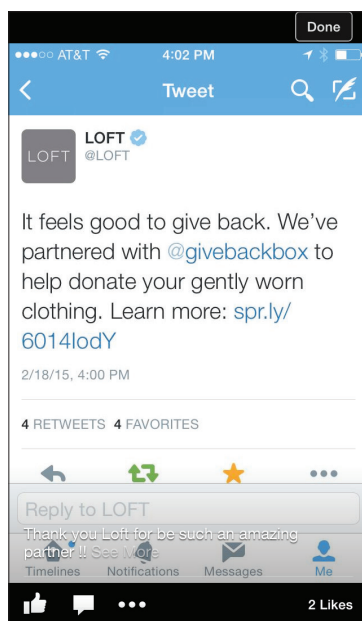 Done
AT&T 4:02 PM
Tweet
LOFT
LOFT
@LOFT
It feels good to give back. We've
partnered with @givebackbox to
help donate your gently worn
clothing. Learn more: spr.ly/
6014lodY
2/18/15, 4:00 PM
4 RETWEETS 4 FAVORITES
Reply to LOFT
Thank you Loft for be such an amazing
partner !! See More
Timelines Notifications Messages Me
2 Likes